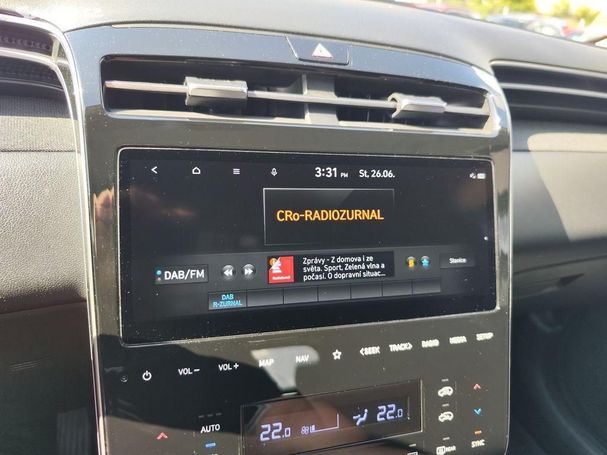 3:31 PM St, 26.06.
CRo-RADIOZURNAL
DAB/FM
Zprávy - Z domova i ze
světa. Sport, Zelená vlna a
počasí. O dopravní situac...
Stanice
DAB
R-ZURNAL
VOL − VOL + MAP NAV <SEEK TRACK> RADIO MEDIA SETUP
AUTO 22.0 22.0
REAR SYNC